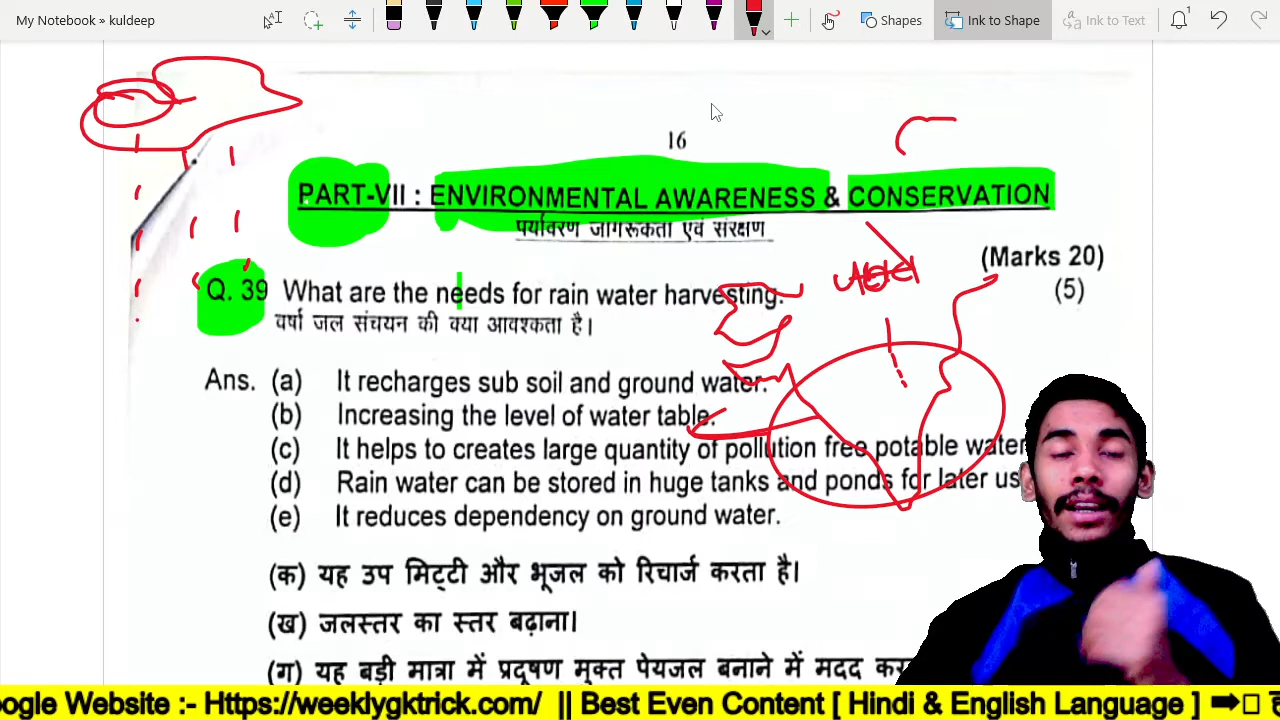 My Notebook » kuldeep
Shapes
Ink to Shape
Ink to Text
16
PART-VII : ENVIRONMENTAL AWARENESS & CONSERVATION
पर्यावरण जागरूकता एवं संरक्षण
(Marks 20)
Q. 39 What are the needs for rain water harvesting. (5)
वर्षा जल संचयन की क्या आवश्कता है।
Ans. (a) It recharges sub soil and ground water.
(b) Increasing the level of water table.
(c) It helps to creates large quantity of pollution free potable water
(d) Rain water can be stored in huge tanks and ponds for later us
(e) It reduces dependency on ground water.
(क) यह उप मिट्टी और भूजल को रिचार्ज करता है।
(ख) जलस्तर का स्तर बढ़ाना।
(ग) यह बड़ी मात्रा में प्रदूषण मुक्त पेयजल बनाने में मदद
oogle Website :- Https://weeklygktrick.com/ || Best Even Content [ Hindi & English Language ]